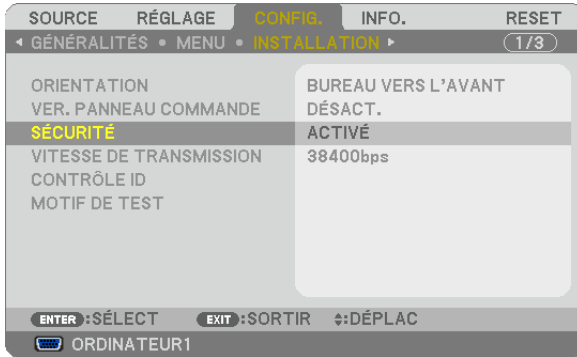 SOURCE RÉGLAGE CONFIG. INFO. RESET
GÉNÉRALITÉS • MENU • INSTALLATION 1/3
ORIENTATION BUREAU VERS L'AVANT
VER. PANNEAU COMMANDE DÉSACT.
SÉCURITÉ ACTIVÉ
VITESSE DE TRANSMISSION 38400bps
CONTRÔLE ID
MOTIF DE TEST
ENTER :SÉLECT EXIT :SORTIR :DÉPLAC
ORDINATEUR1